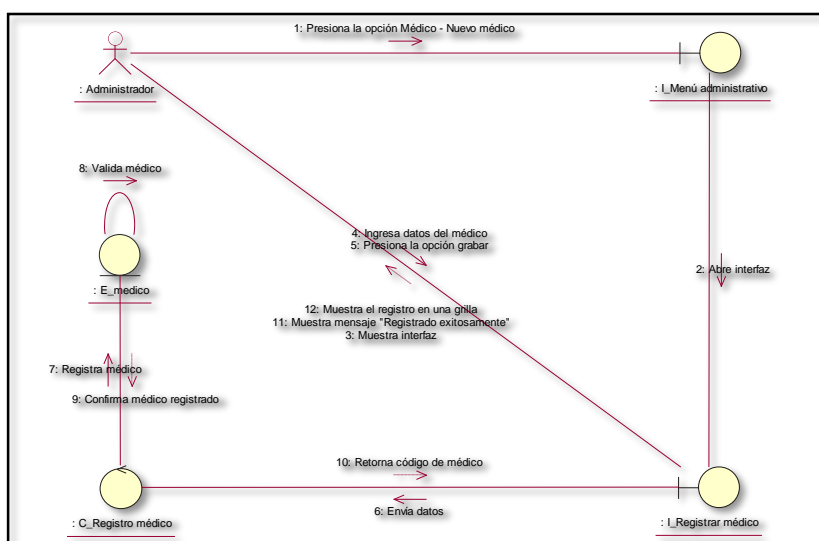 1: Presiona la opción Médico - Nuevo médico
: Administrador
: I_Menú administrativo
8: Valida médico
4: Ingresa datos del médico
5: Presiona la opción grabar
2: Abre interfaz
: E_medico
12: Muestra el registro en una grilla
11: Muestra mensaje "Registrado exitosamente"
3: Muestra interfaz
7: Registra médico
9: Confirma médico registrado
10: Retorna código de médico
6: Envía datos
: C_Registro médico
: I_Registrar médico